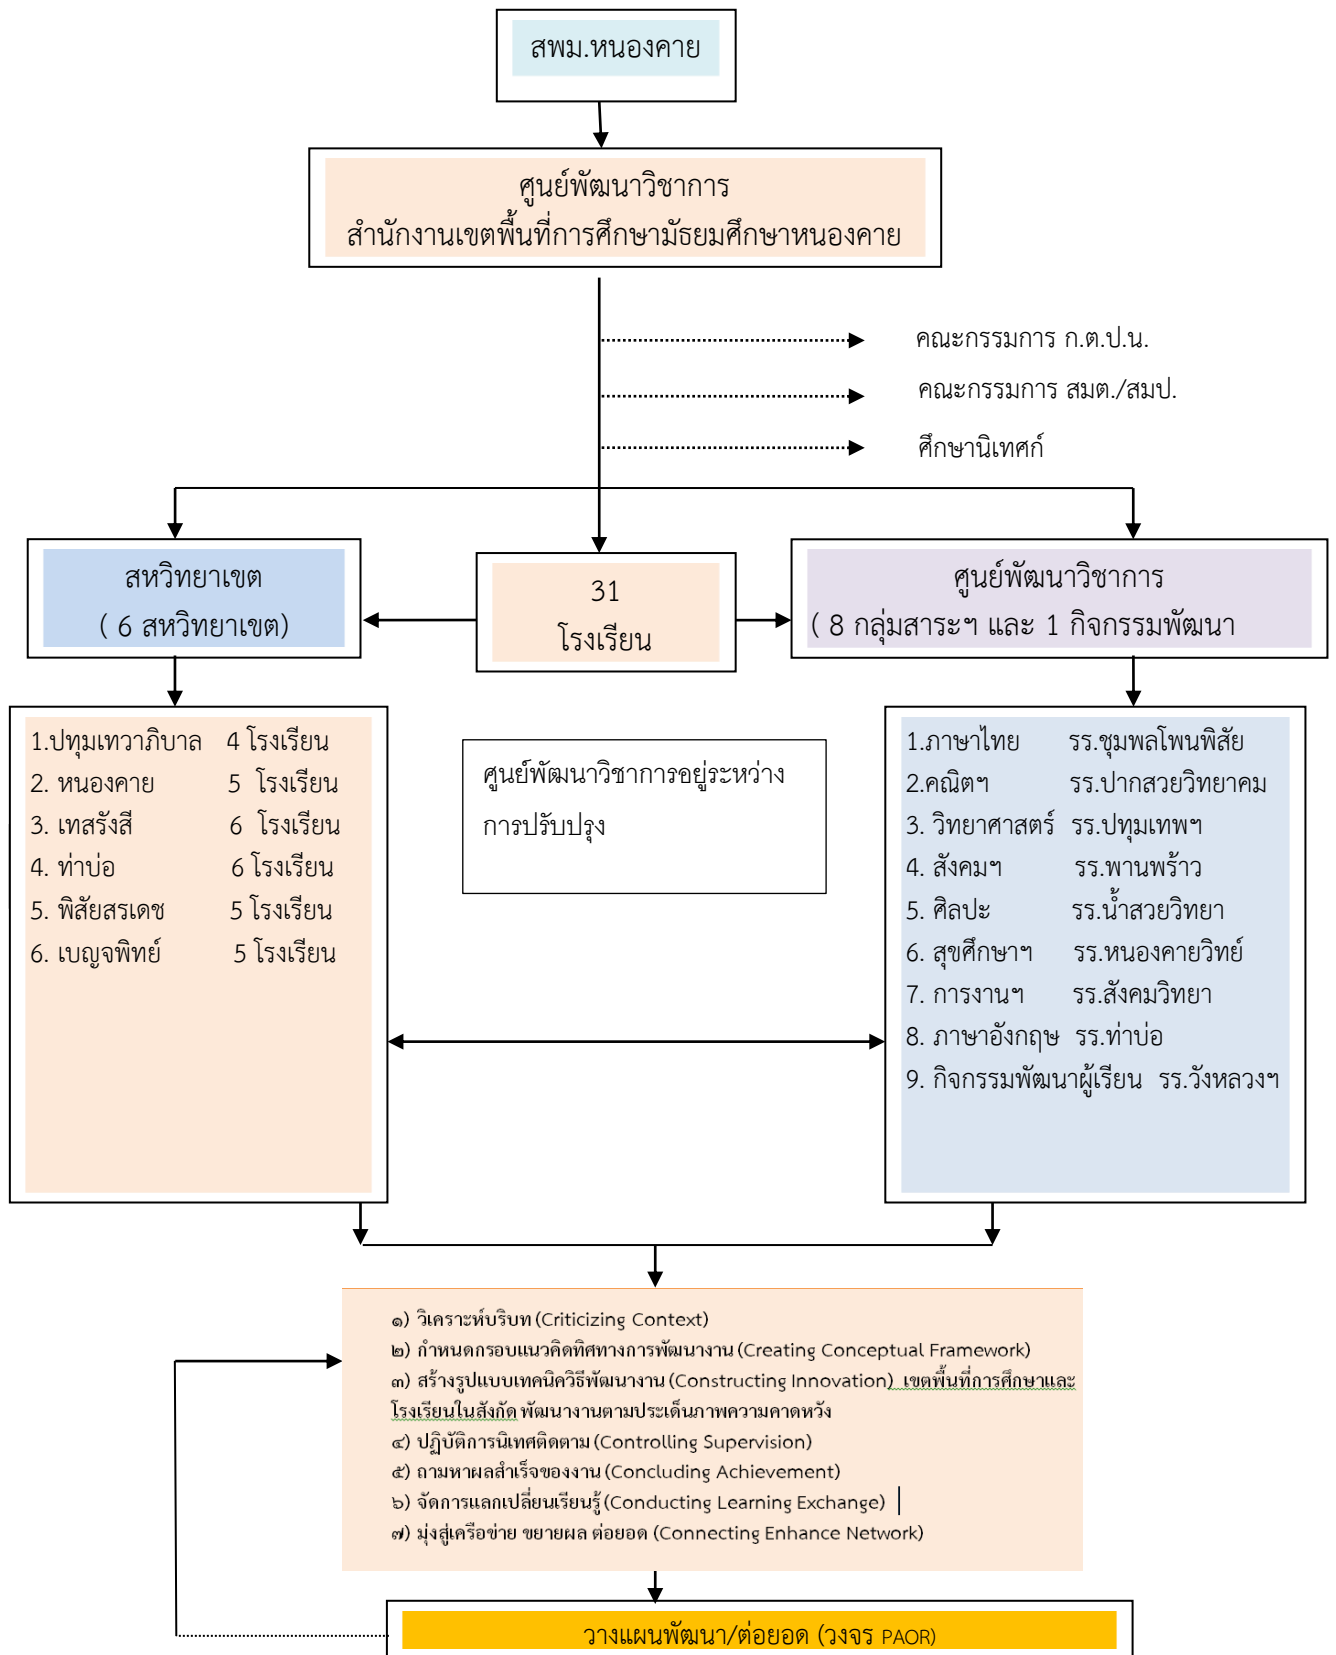 สพม.หนองคาย
ศูนย์พัฒนาวิชาการ
สำนักงานเขตพื้นที่การศึกษามัธยมศึกษาหนองคาย
คณะกรรมการ ก.ต.ป.น.
คณะกรรมการ สมต./สมป.
ศึกษานิเทศก์
สหวิทยาเขต
( 6 สหวิทยาเขต)
31
โรงเรียน
ศูนย์พัฒนาวิชาการ
( 8 กลุ่มสาระฯ และ 1 กิจกรรมพัฒนา
1.ปทุมเทวาภิบาล 4 โรงเรียน
2. หนองคาย 5 โรงเรียน
3. เทสรังสี 6 โรงเรียน
4. ท่าบ่อ 6 โรงเรียน
5. พิสัยสรเดช 5 โรงเรียน
6. เบญจพิทย์ 5 โรงเรียน
ศูนย์พัฒนาวิชาการอยู่ระหว่าง
การปรับปรุง
1.ภาษาไทย รร.ชุมพลโพนพิสัย
2.คณิตฯ รร.ปากสวยวิทยาคม
3. วิทยาศาสตร์ รร.ปทุมเทพฯ
4. สังคมฯ รร.พานพร้าว
5. ศิลปะ รร.น้ำสวยวิทยา
6. สุขศึกษาฯ รร.หนองคายวิทย์
7. การงานฯ รร.สังคมวิทยา
8. ภาษาอังกฤษ รร.ท่าบ่อ
9. กิจกรรมพัฒนาผู้เรียน รร.วังหลวงฯ
๑) วิเคราะห์บริบท (Criticizing Context)
๒) กำหนดกรอบแนวคิดทิศทางการพัฒนางาน (Creating Conceptual Framework)
๓) สร้างรูปแบบเทคนิควิธีพัฒนางาน (Constructing Innovation) เขตพื้นที่การศึกษาและ
โรงเรียนในสังกัด พัฒนางานตามประเด็นภาพความคาดหวัง
๔) ปฏิบัติการนิเทศติดตาม (Controlling Supervision)
๕) ถามหาผลสำเร็จของงาน (Concluding Achievement)
๖) จัดการแลกเปลี่ยนเรียนรู้ (Conducting Learning Exchange)
๗) มุ่งสู่เครือข่าย ขยายผล ต่อยอด (Connecting Enhance Network)
วางแผนพัฒนา/ต่อยอด (วงจร PAOR)